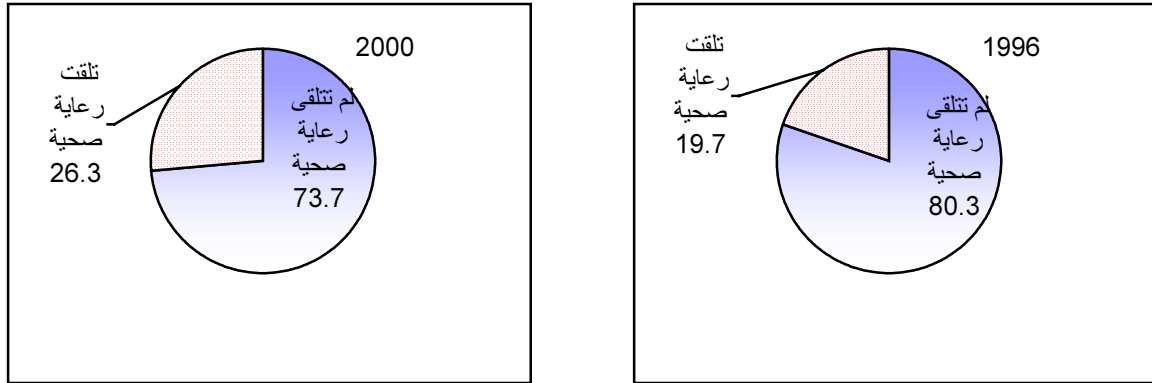 1996
تلقت
رعاية
صحية
19.7
لم تتلقى
رعاية
صحية
80.3
2000
تلقت
رعاية
صحية
26.3
لم تتلقى
رعاية
صحية
73.7